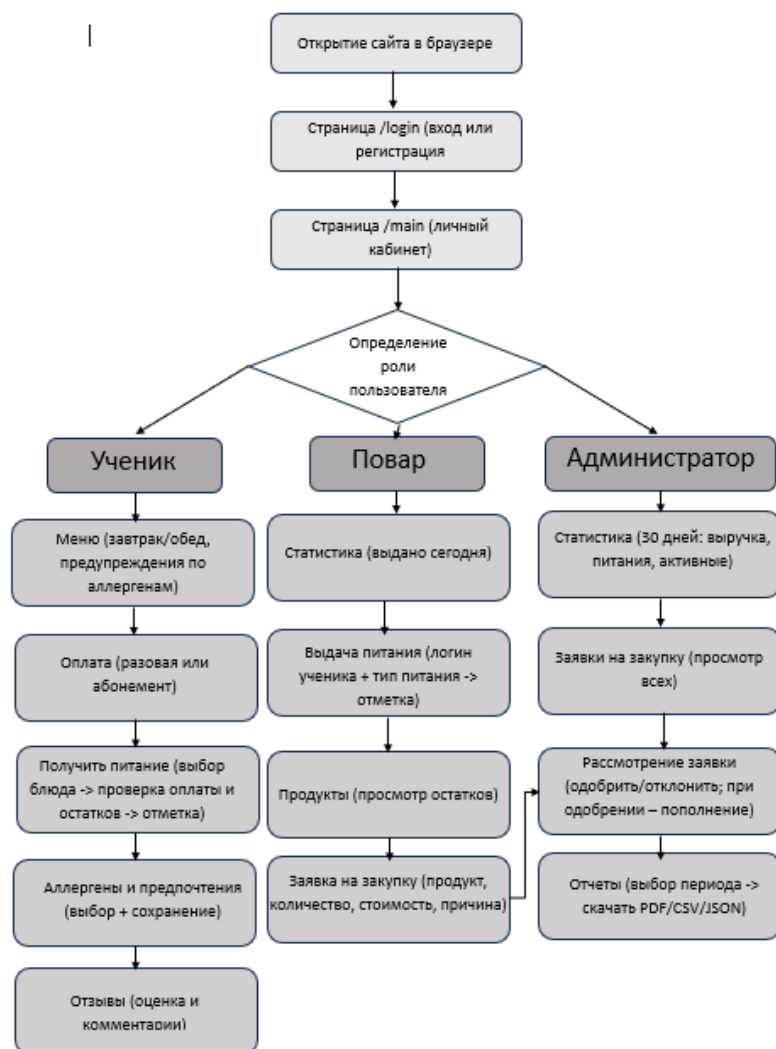 Открытие сайта в браузере
Страница /login (вход или
регистрация
Страница /main (личный
кабинет)
Определение
роли
пользователя
Ученик
Меню (завтрак/обед,
предупреждения по
аллергенам)
Оплата (разовая или
абонемент)
Получить питание (выбор
блюда -> проверка оплаты и
остатков -> отметка)
Аллергены и предпочтения
(выбор + сохранение)
Отзывы (оценка и
комментарии)
Повар
Статистика (выдано сегодня)
Выдача питания (логин
ученика + тип питания ->
отметка)
Продукты (просмотр остатков)
Заявка на закупку (продукт,
количество, стоимость, причина)
Администратор
Статистика (30 дней: выручка,
питания, активные)
Заявки на закупку (просмотр
всех)
Рассмотрение заявки
(одобрить/отклонить; при
одобрении – пополнение)
Отчеты (выбор периода ->
скачать PDF/CSV/JSON)